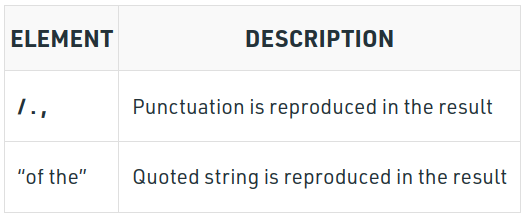 ELEMENT DESCRIPTION
/ . , Punctuation is reproduced in the result
“of the” Quoted string is reproduced in the result